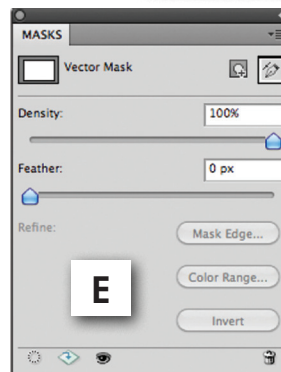 MASKS
Vector Mask
Density:
100%
Feather:
0 px
Refine:
Mask Edge...
Color Range...
Invert
E